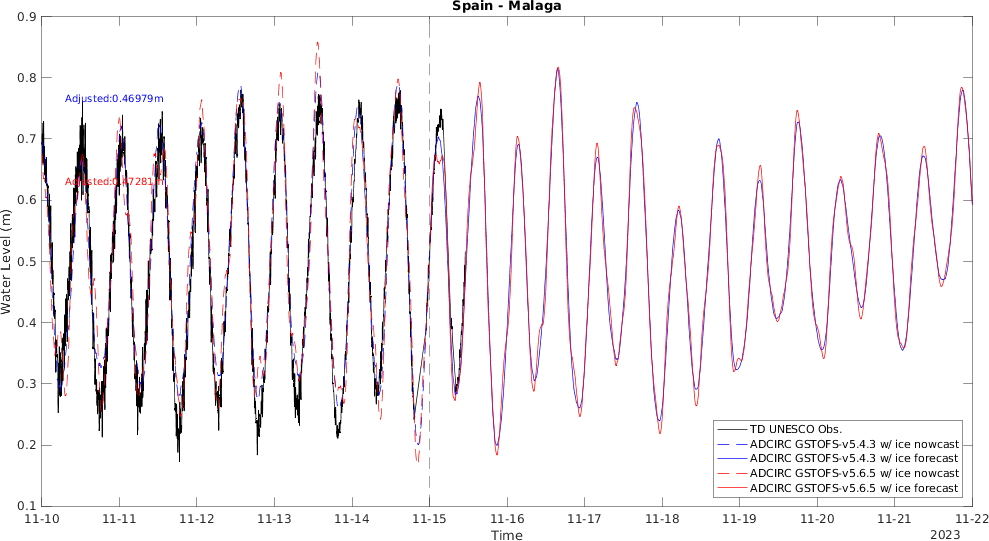 Spain - Malaga
0.9
0.8
0.7
0.6
0.5
0.4
0.3
0.2
0.1
Water Level (m)
Adjusted:0.46979m
Adjusted:0.47281m
TD UNESCO Obs.
ADCIRC GSTOFS-v5.4.3 w/ ice nowcast
ADCIRC GSTOFS-v5.4.3 w/ ice forecast
ADCIRC GSTOFS-v5.6.5 w/ ice nowcast
ADCIRC GSTOFS-v5.6.5 w/ ice forecast
11-10 11-11 11-12 11-13 11-14 11-15 11-16 11-17 11-18 11-19 11-20 11-21 11-22
Time
2023